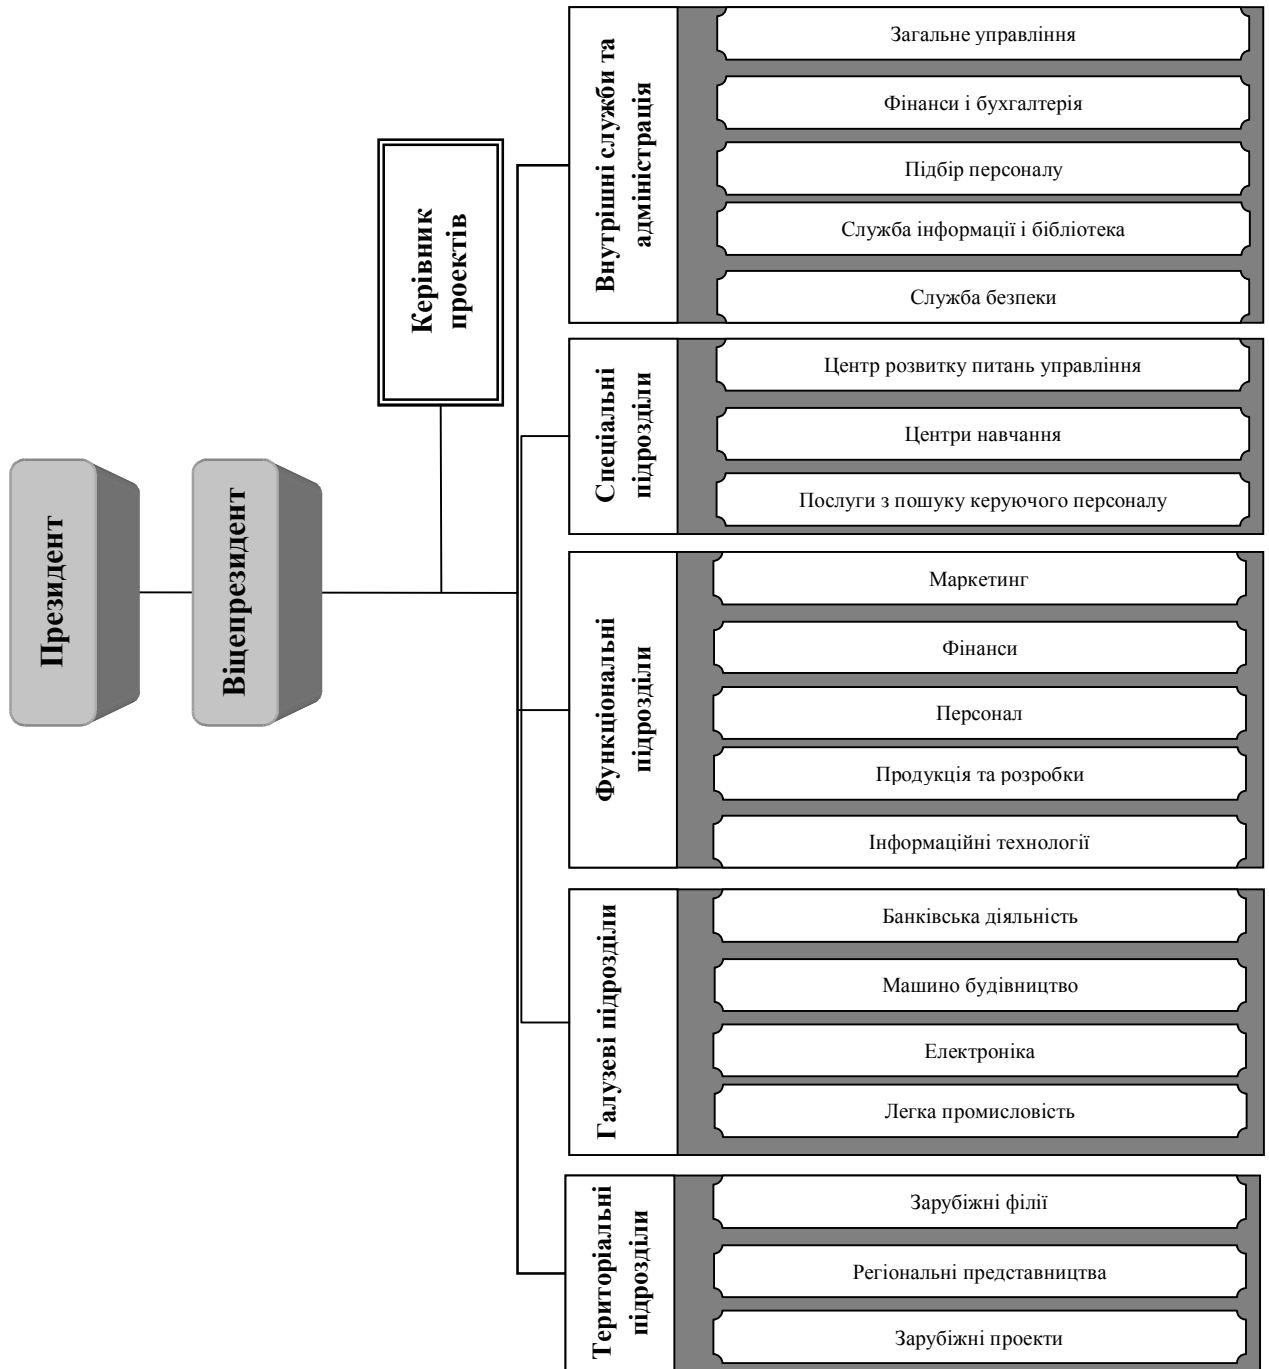 Президент
Віцепрезидент
Керівник
проектів
Внутрішні служби та
адміністрація
Загальне управління
Фінанси і бухгалтерія
Підбір персоналу
Служба інформації і бібліотека
Служба безпеки
Спеціальні
підрозділи
Центр розвитку питань управління
Центри навчання
Послуги з пошуку керуючого персоналу
Функціональні
підрозділи
Маркетинг
Фінанси
Персонал
Продукція та розробки
Інформаційні технології
Галузеві підрозділи
Банківська діяльність
Машино будівництво
Електроніка
Легка промисловість
Територіальні
підрозділи
Зарубіжні філії
Регіональні представництва
Зарубіжні проекти